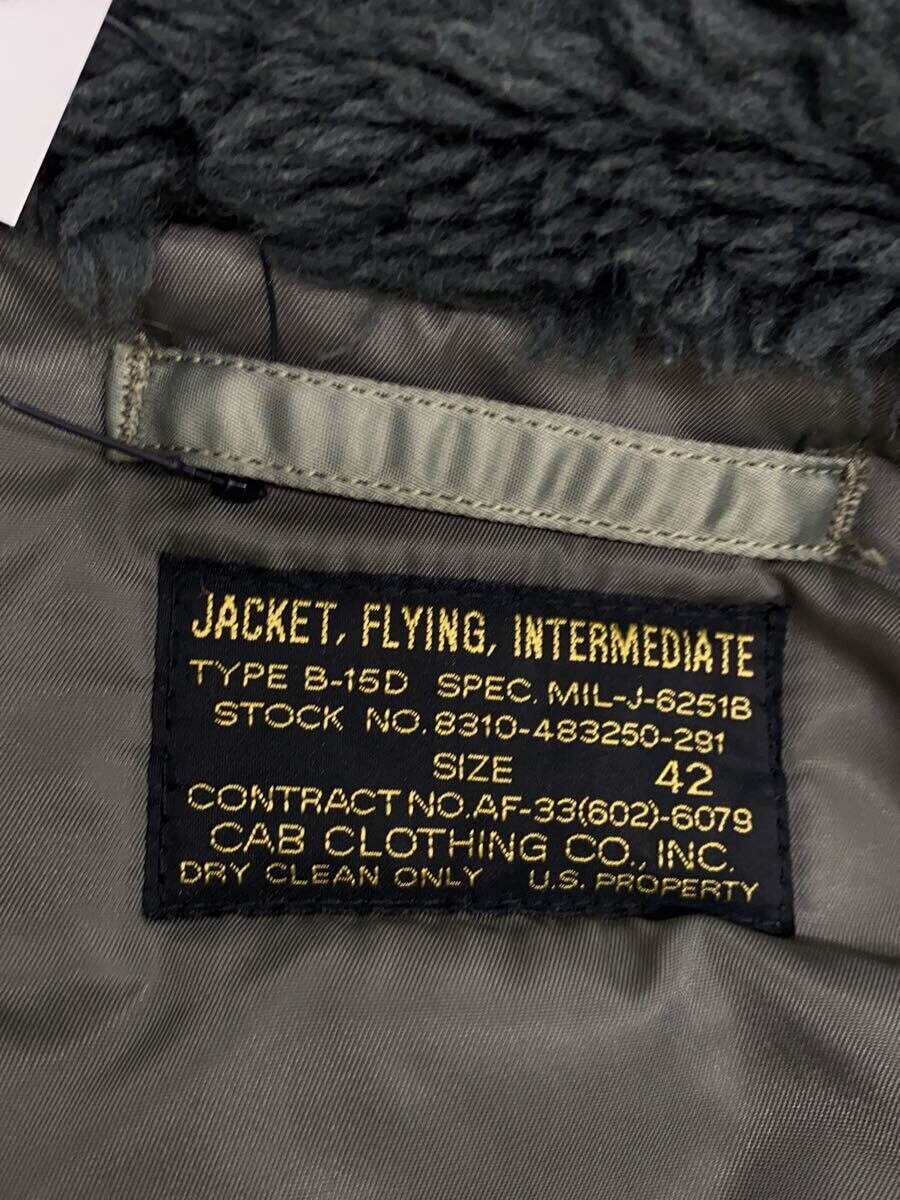 JACKET, FLYING, INTERMEDIATE
TYPE B-15D SPEC. MIL-J-6251B
STOCK NO. 8310-483250-291
SIZE 42
CONTRACT NO. AF-33(602)-6079
CAB CLOTHING CO., INC.
DRY CLEAN ONLY U.S. PROPERTY